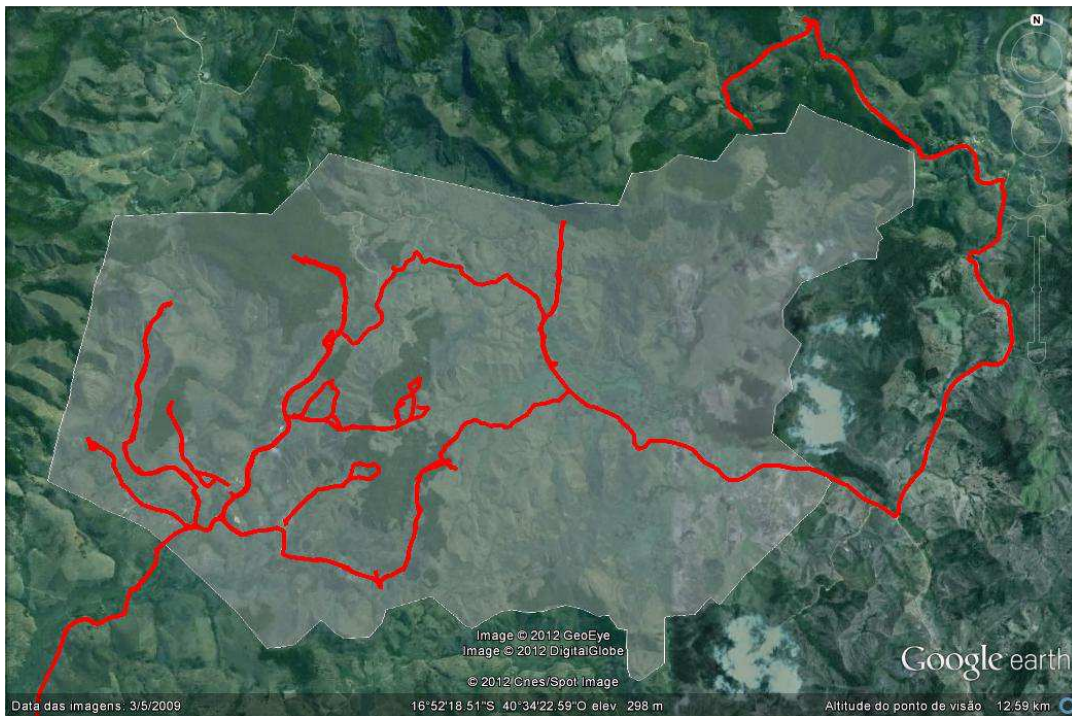 N
Image © 2012 GeoEye
Image © 2012 DigitalGlobe
© 2012 Cnes/Spot Image
Google earth
Data das imagens. 3/5/2009 16°52'18.51"S 40°34'22.59"O elev 298 m Altitude do ponto de visão 12.59 km